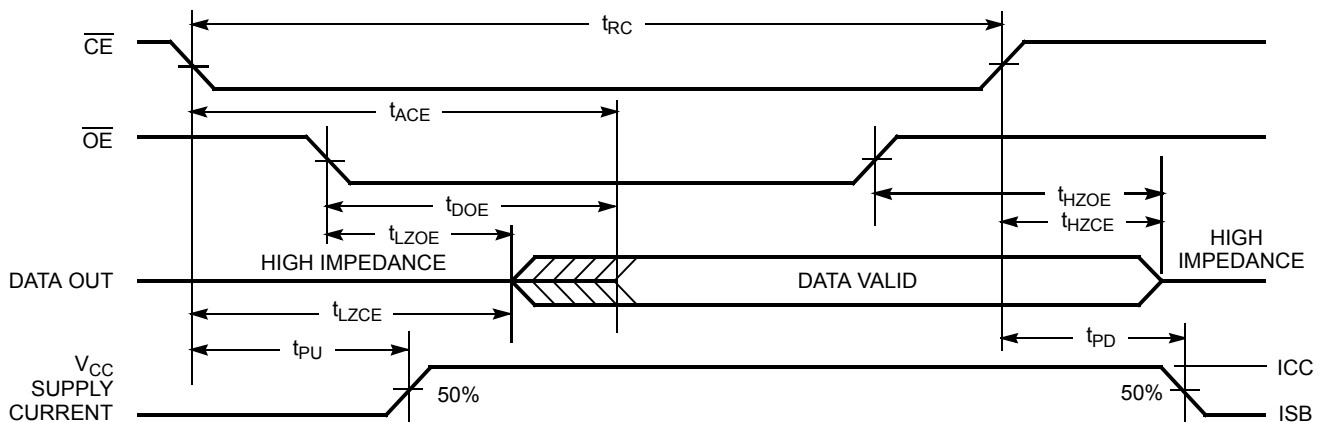 tRC
CE
tACE
OE
tHZOE
tDOE
tHZCE
tLZOE
HIGH
IMPEDANCE
HIGH IMPEDANCE
DATA OUT
DATA VALID
tLZCE
tPU
tPD
VCC
SUPPLY
CURRENT
50%
50%
ICC
ISB